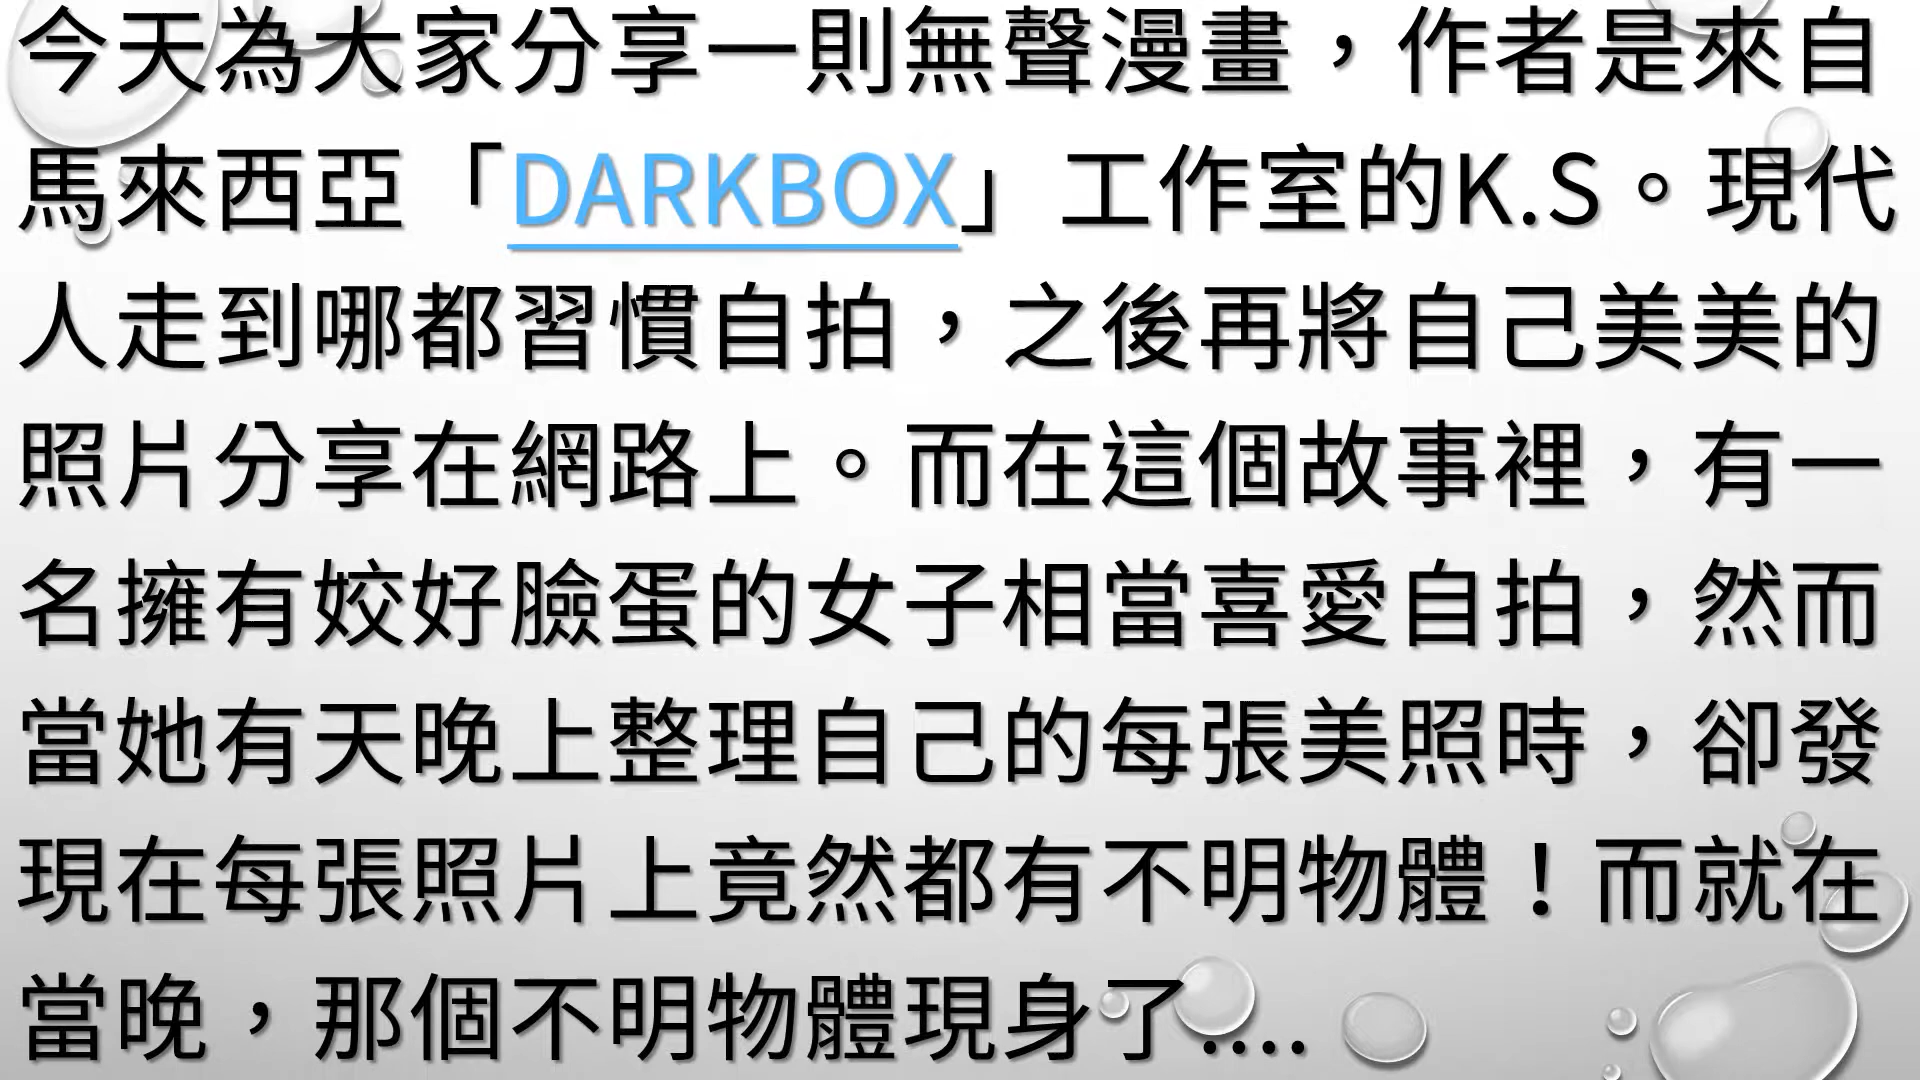 今天為大家分享一則無聲漫畫，作者是來自
馬來西亞「DARKBOX」工作室的K.S。現代
人走到哪都習慣自拍，之後再將自己美美的
照片分享在網路上。而在這個故事裡，有一
名擁有姣好臉蛋的女子相當喜愛自拍，然而
當她有天晚上整理自己的每張美照時，卻發
現在每張照片上竟然都有不明物體！而就在
當晚，那個不明物體現身了....